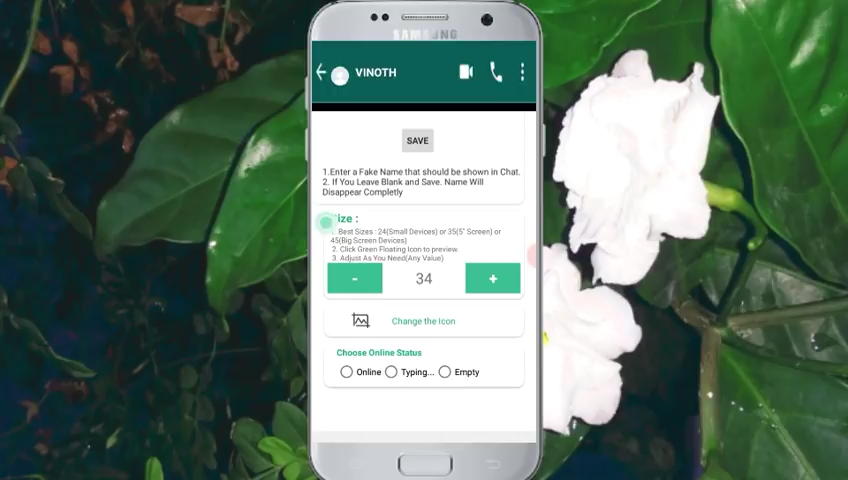 SAMSUNG
VINOTH
SAVE
1.Enter a Fake Name that should be shown in Chat.
2. If You Leave Blank and Save. Name Will
Disappear Completly
ize :
Best Sizes : 24(Small Devices) or 35(5" Screen) or
45(Big Screen Devices)
2. Click Green Floating Icon to preview.
3. Adjust As You Need(Any Value)
- 34 +
Change the Icon
Choose Online Status
Online Typing... Empty